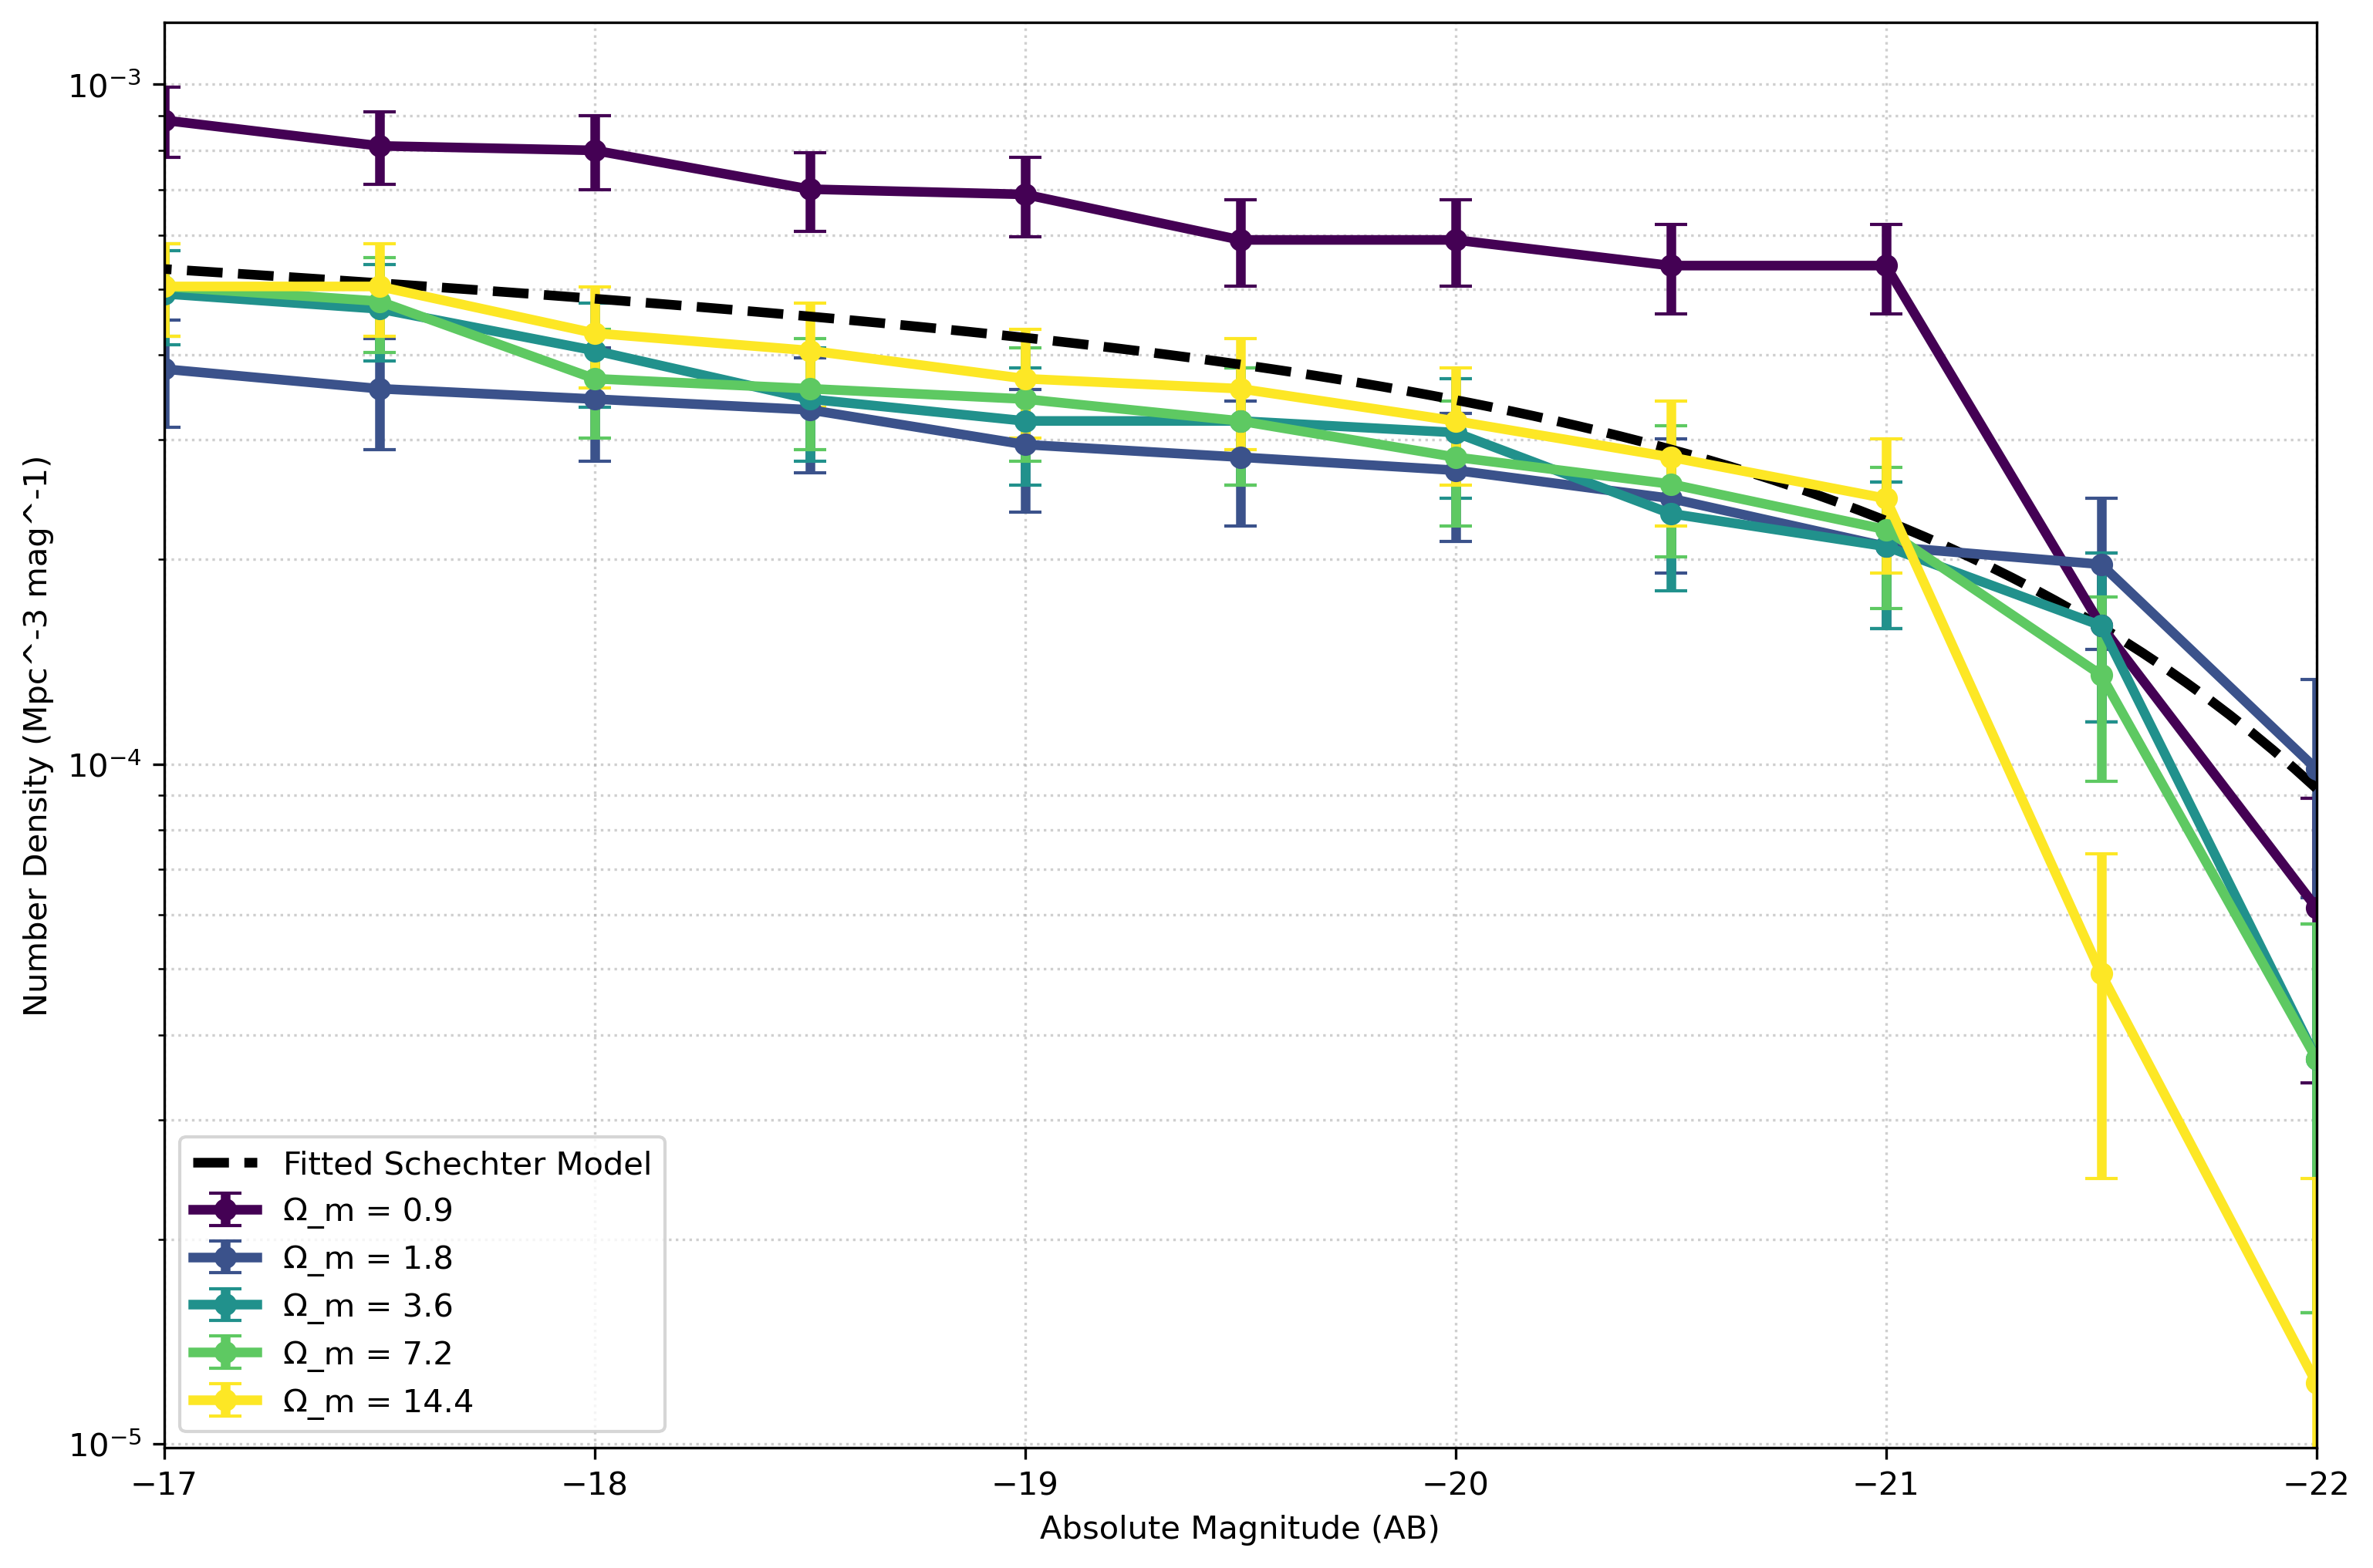 10⁻³
10⁻⁴
10⁻⁵
Number Density (Mpc^-3 mag^-1)
Fitted Schechter Model
Ω_m = 0.9
Ω_m = 1.8
Ω_m = 3.6
Ω_m = 7.2
Ω_m = 14.4
−17 −18 −19 −20 −21 −22
Absolute Magnitude (AB)